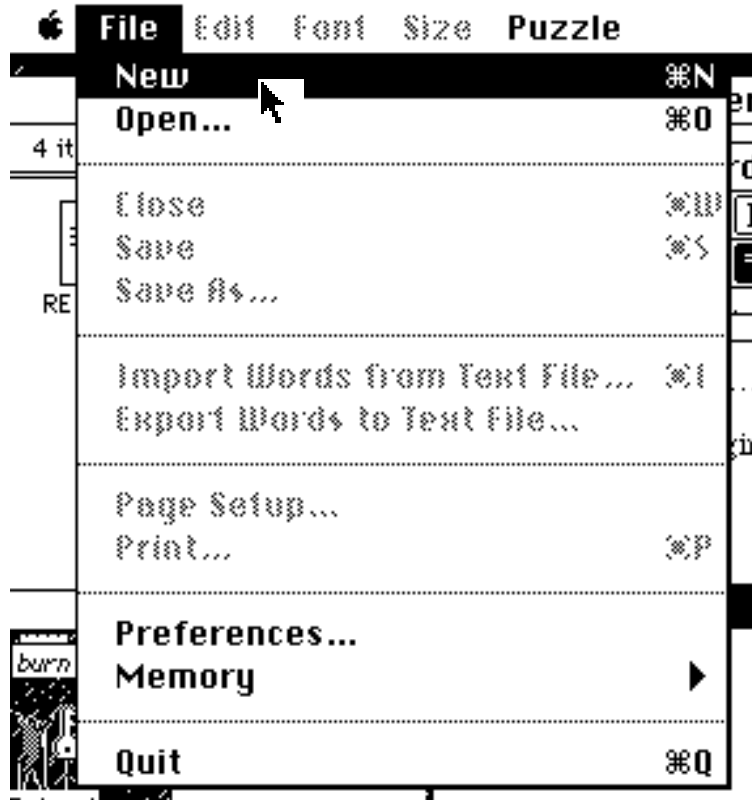 File Edit Font Size Puzzle
New ⌘N
Open... ⌘O
4 it
Close ⌘W
Save ⌘S
Save As...
RE
Import Words from Text File... ⌘I
Export Words to Text File...
Page Setup...
Print... ⌘P
Preferences...
burn
Memory
Quit ⌘Q